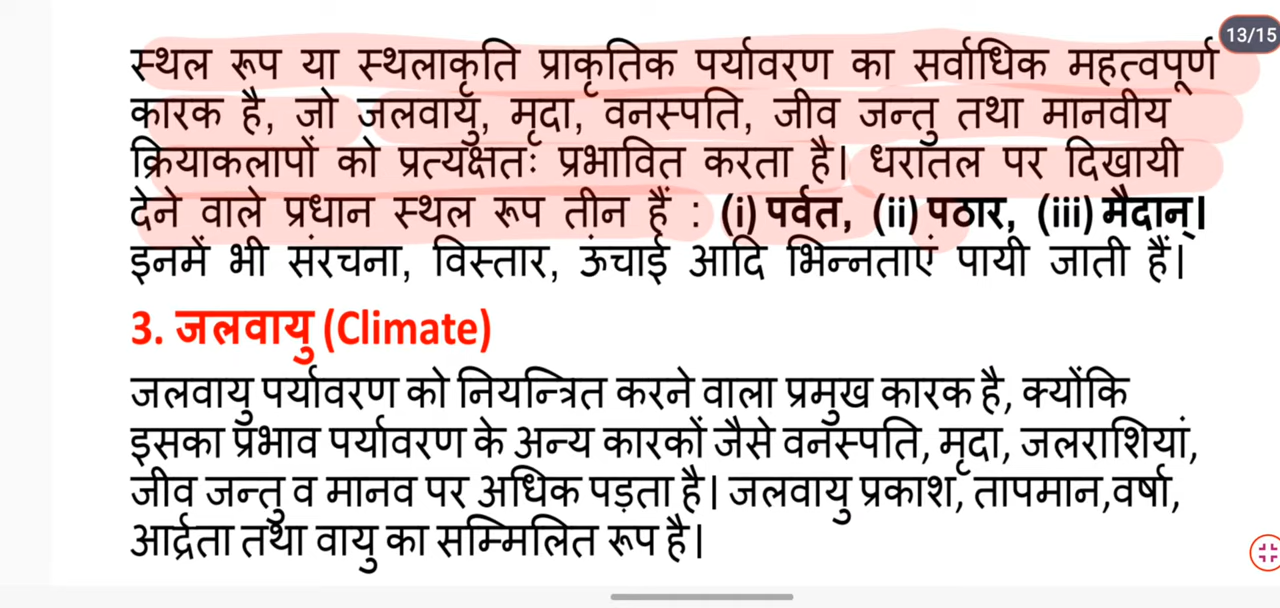 13/15
स्थल रूप या स्थलाकृति प्राकृतिक पर्यावरण का सर्वाधिक महत्वपूर्ण
कारक है, जो जलवायु, मृदा, वनस्पति, जीव जन्तु तथा मानवीय
क्रियाकलापों को प्रत्यक्षतः प्रभावित करता है। धरातल पर दिखायी
देने वाले प्रधान स्थल रूप तीन हैं : (i) पर्वत, (ii) पठार, (iii) मैदान्।
इनमें भी संरचना, विस्तार, ऊंचाई आदि भिन्नताएं पायी जाती हैं।
3. जलवायु (Climate)
जलवायु पर्यावरण को नियन्त्रित करने वाला प्रमुख कारक है, क्योंकि
इसका प्रभाव पर्यावरण के अन्य कारकों जैसे वनस्पति, मृदा, जलराशियां,
जीव जन्तु व मानव पर अधिक पड़ता है। जलवायु प्रकाश, तापमान,वर्षा,
आर्द्रता तथा वायु का सम्मिलित रूप है।